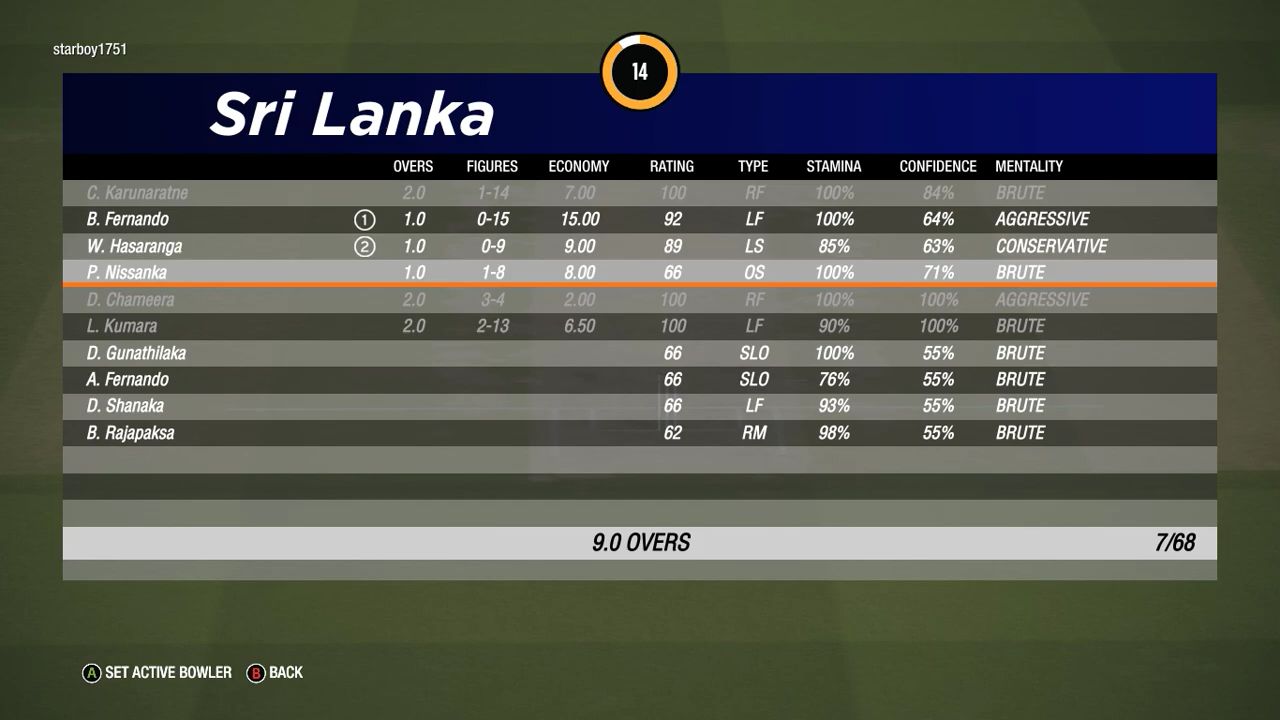 starboy1751
14
Sri Lanka
OVERS FIGURES ECONOMY RATING TYPE STAMINA CONFIDENCE MENTALITY
C. Karunaratne 2.0 1-14 7.00 100 RF 100% 84% BRUTE
B. Fernando 1 1.0 0-15 15.00 92 LF 100% 64% AGGRESSIVE
W. Hasaranga 2 1.0 0-9 9.00 89 LS 85% 63% CONSERVATIVE
P. Nissanka 1.0 1-8 8.00 66 OS 100% 71% BRUTE
D. Chameera 2.0 3-4 2.00 100 RF 100% 100% AGGRESSIVE
L. Kumara 2.0 2-13 6.50 100 LF 90% 100% BRUTE
D. Gunathilaka 66 SLO 100% 55% BRUTE
A. Fernando 66 SLO 76% 55% BRUTE
D. Shanaka 66 LF 93% 55% BRUTE
B. Rajapaksa 62 RM 98% 55% BRUTE
9.0 OVERS 7/68
A SET ACTIVE BOWLER B BACK